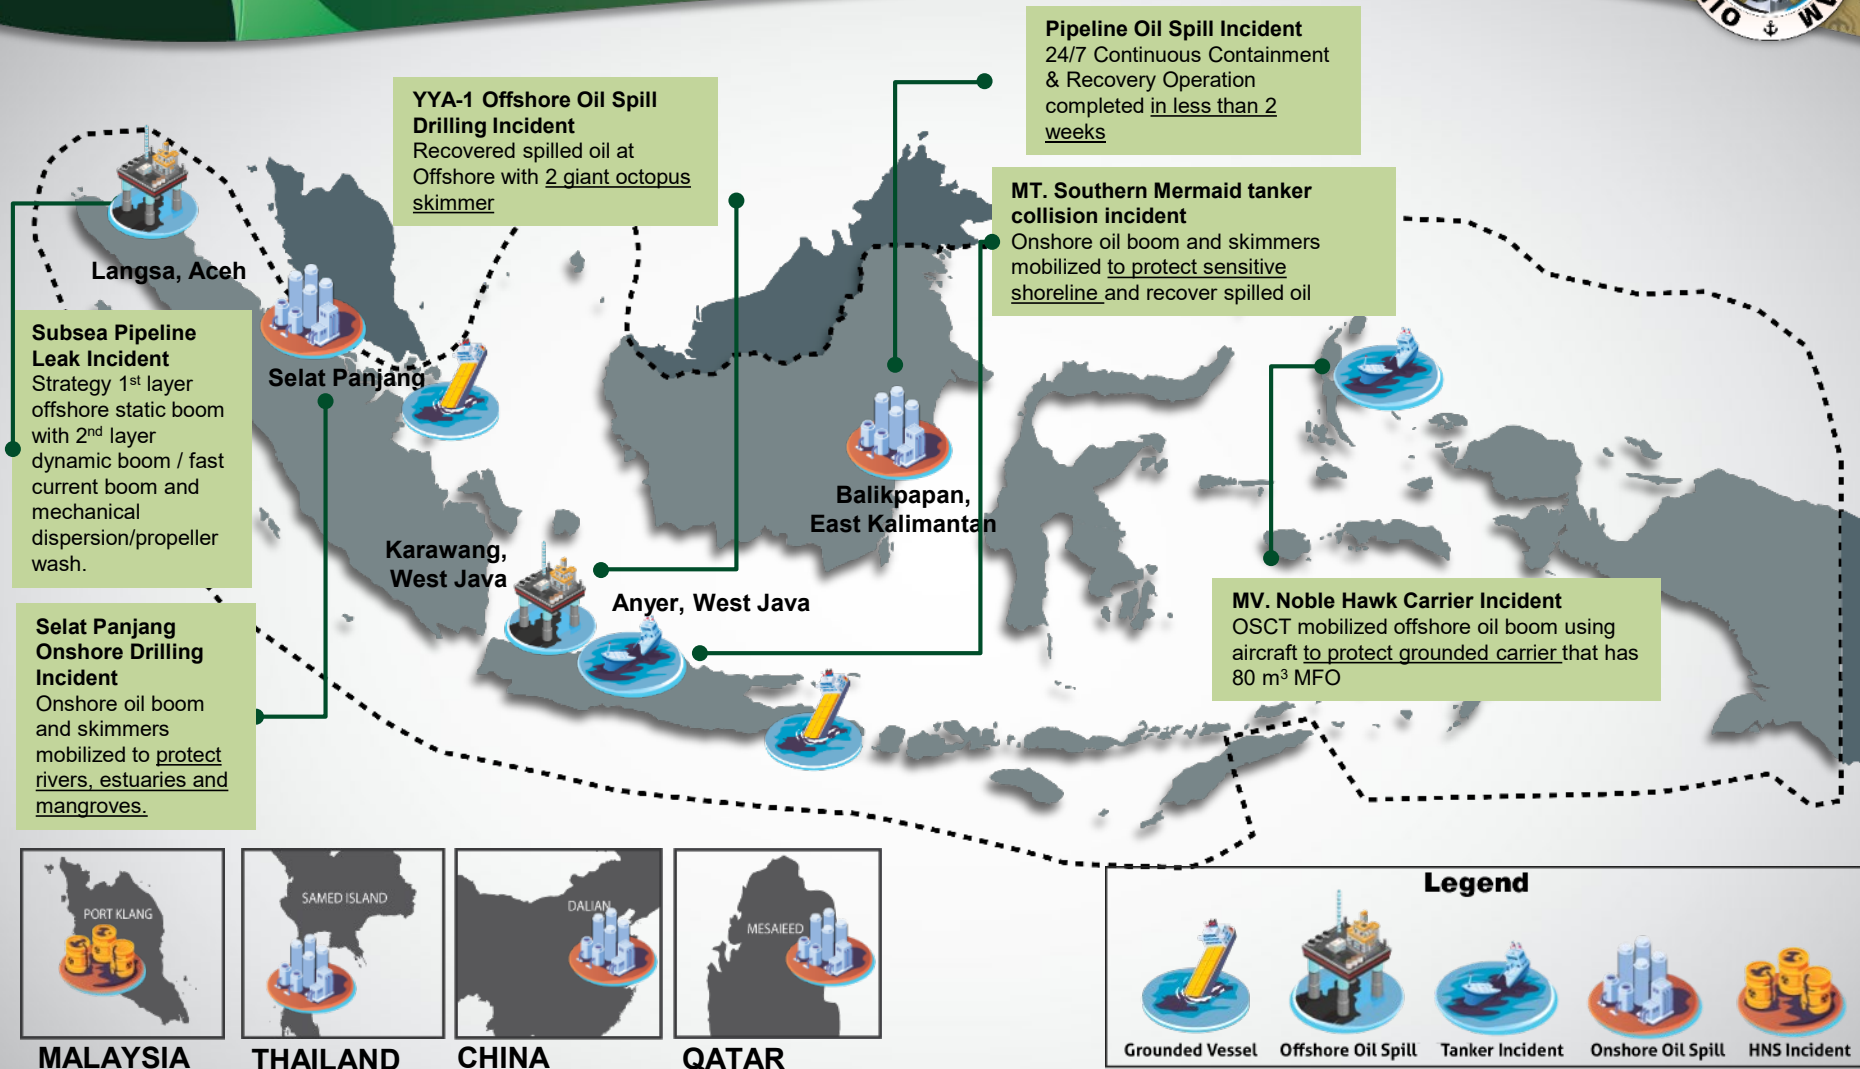 Pipeline Oil Spill Incident
24/7 Continuous Containment
& Recovery Operation
completed in less than 2
weeks
YYA-1 Offshore Oil Spill
Drilling Incident
Recovered spilled oil at
Offshore with 2 giant octopus
skimmer
MT. Southern Mermaid tanker
collision incident
Onshore oil boom and skimmers
mobilized to protect sensitive
shoreline and recover spilled oil
Langsa, Aceh
Subsea Pipeline
Leak Incident
Strategy 1st layer
offshore static boom
with 2nd layer
dynamic boom / fast
current boom and
mechanical
dispersion/propeller
wash.
Selat Panjang
Balikpapan,
East Kalimantan
Karawang,
West Java
Anyer, West Java
MV. Noble Hawk Carrier Incident
OSCT mobilized offshore oil boom using
aircraft to protect grounded carrier that has
80 m3 MFO
Selat Panjang
Onshore Drilling
Incident
Onshore oil boom
and skimmers
mobilized to protect
rivers, estuaries and
mangroves.
PORT KLANG
MALAYSIA
SAMED ISLAND
THAILAND
DALIAN
CHINA
MESAIEED
QATAR
Legend
Grounded Vessel
Offshore Oil Spill
Tanker Incident
Onshore Oil Spill
HNS Incident